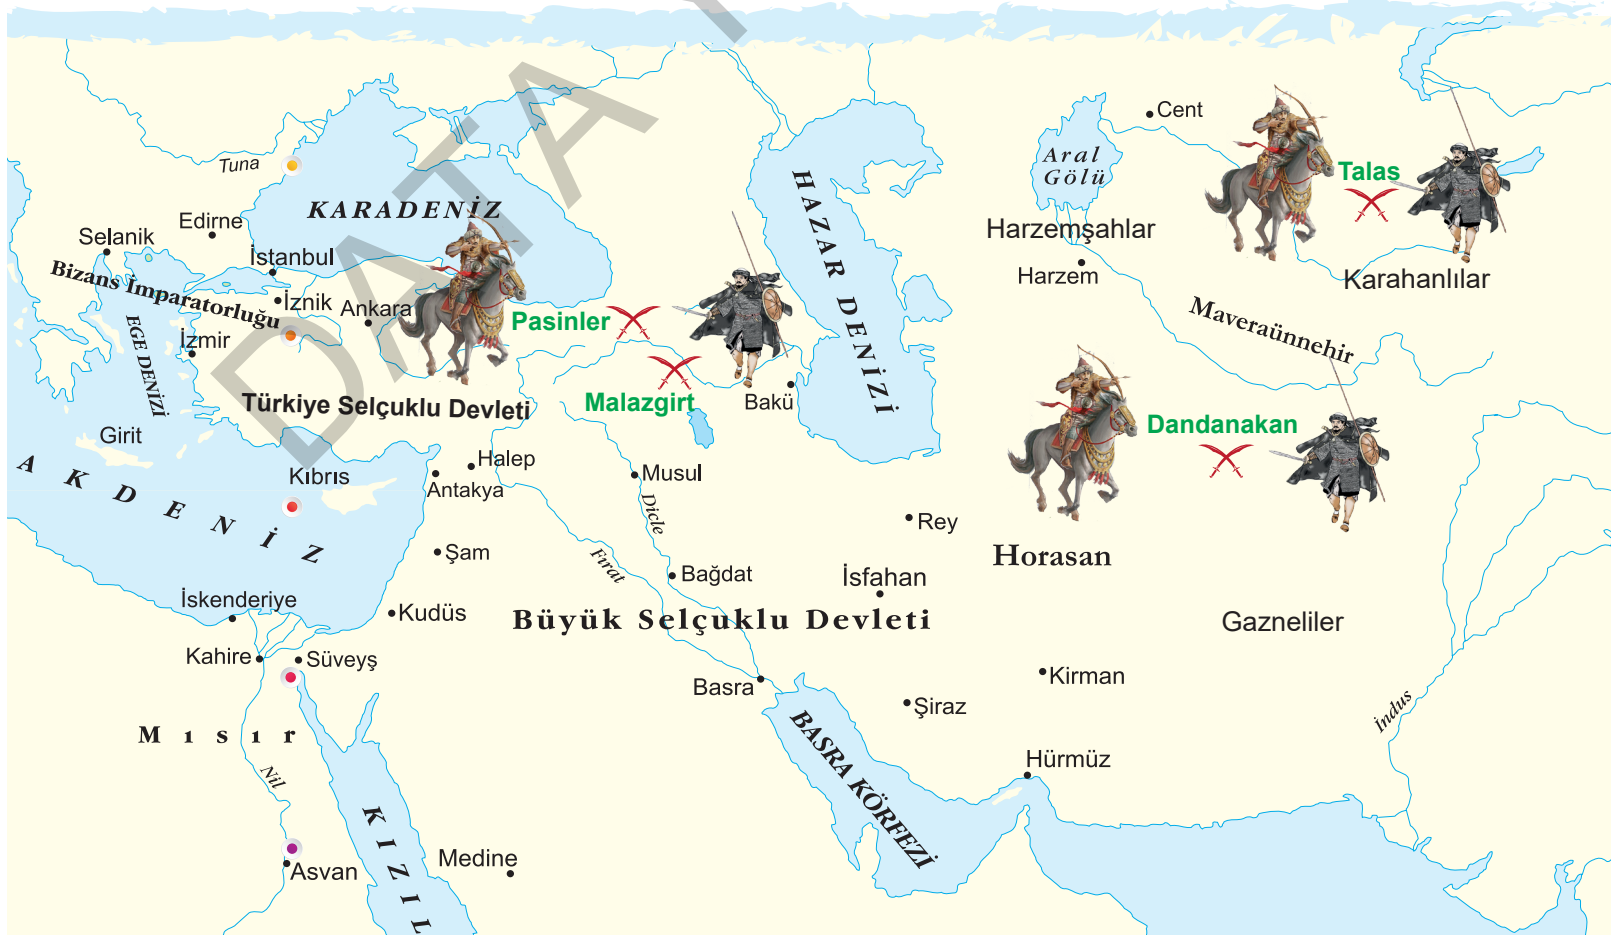 DATA
Cent
Aral
Gölü
Talas
Tuna
KARADENİZ
HAZAR DENİZİ
Edirne
Selanik
İstanbul
Harzemşahlar
Harzem
Karahanlılar
Bizans İmparatorluğu
İznik
Ankara
Pasinler
Maveraünnehir
İzmir
EGE DENİZİ
Türkiye Selçuklu Devleti
Malazgirt
Bakü
Dandanakan
Girit
AKDENİZ
Kıbrıs
Halep
Antakya
Musul
Dicle
Rey
Şam
Fırat
Bağdat
İsfahan
Horasan
İskenderiye
Kudüs
Büyük Selçuklu Devleti
Gazneliler
Kahire
Süveyş
Basra
Kirman
Şiraz
İndus
Mısır
BASRA KÖRFEZİ
Hürmüz
Nil
KIZIL
Medine
Asvan